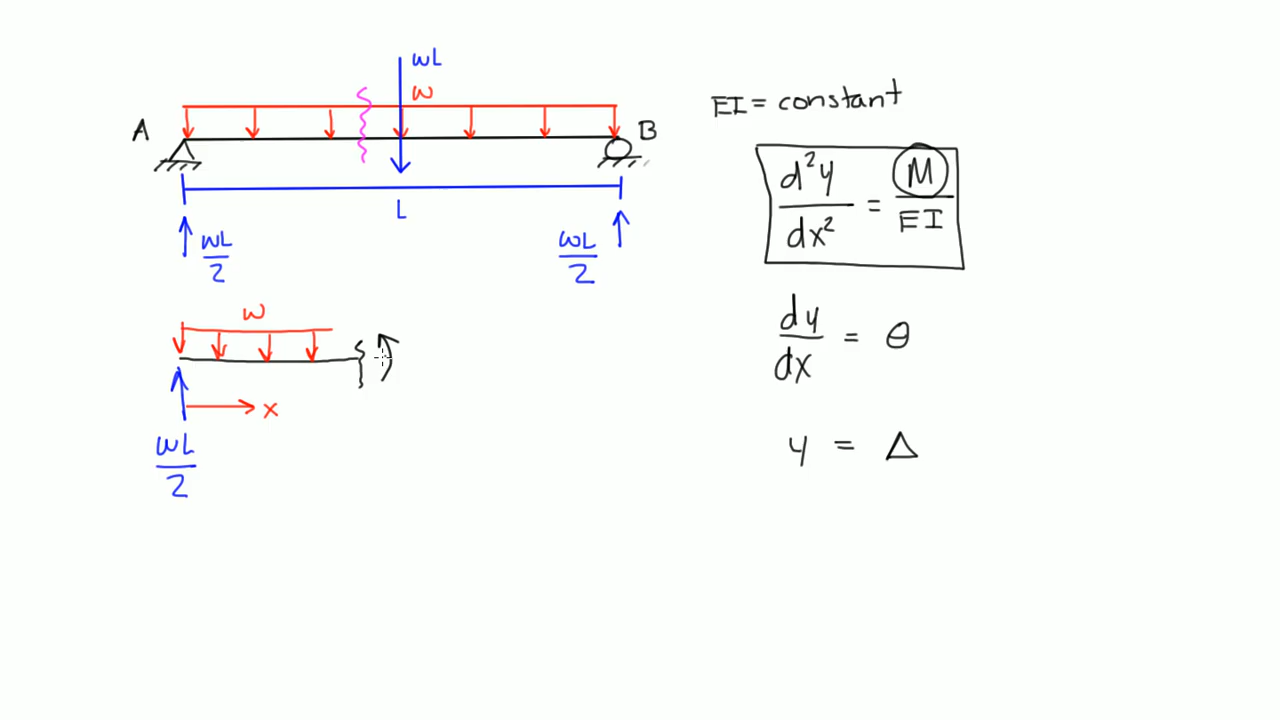 wL
w
A
B
L
wL/2
wL/2
w
x
wL/2
EI = constant
d²y/dx² = M/EI
dy/dx = θ
y = Δ